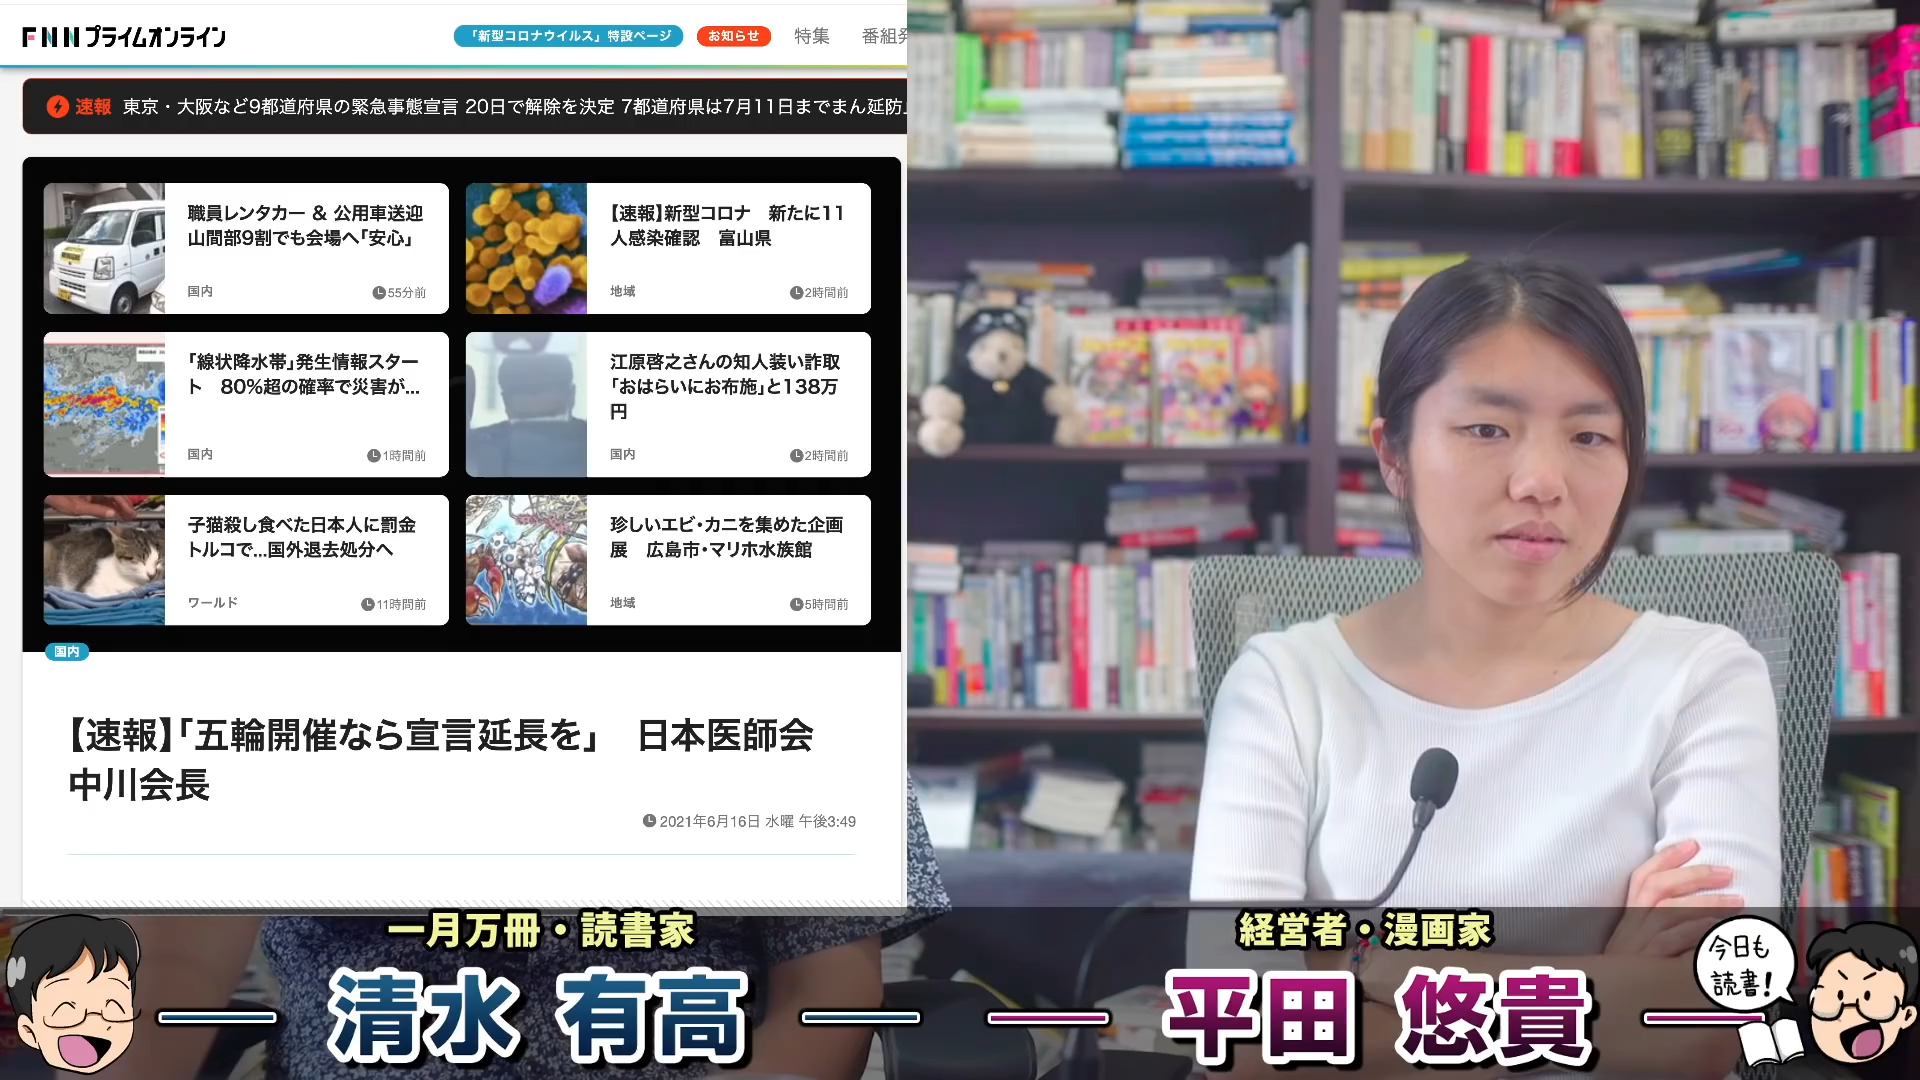 FNNプライムオンライン
「新型コロナウイルス」特設ページ
お知らせ
特集
番組発
速報 東京・大阪など9都道府県の緊急事態宣言 20日で解除を決定 7都道府県は7月11日までまん延防止
職員レンタカー & 公用車送迎
山間部9割でも会場へ「安心」
国内
55分前
【速報】新型コロナ 新たに11
人感染確認 富山県
地域
2時間前
「線状降水帯」発生情報スター
ト 80%超の確率で災害が...
国内
1時間前
江原啓之さんの知人装い詐取
「おはらいにお布施」と138万
円
国内
2時間前
子猫殺し食べた日本人に罰金
トルコで...国外退去処分へ
ワールド
11時間前
珍しいエビ・カニを集めた企画
展 広島市・マリホ水族館
地域
5時間前
国内
【速報】「五輪開催なら宣言延長を」 日本医師会
中川会長
2021年6月16日 水曜 午後3:49
一月万冊・読書家
清水 有高
経営者・漫画家
平田 悠貴
今日も
読書!